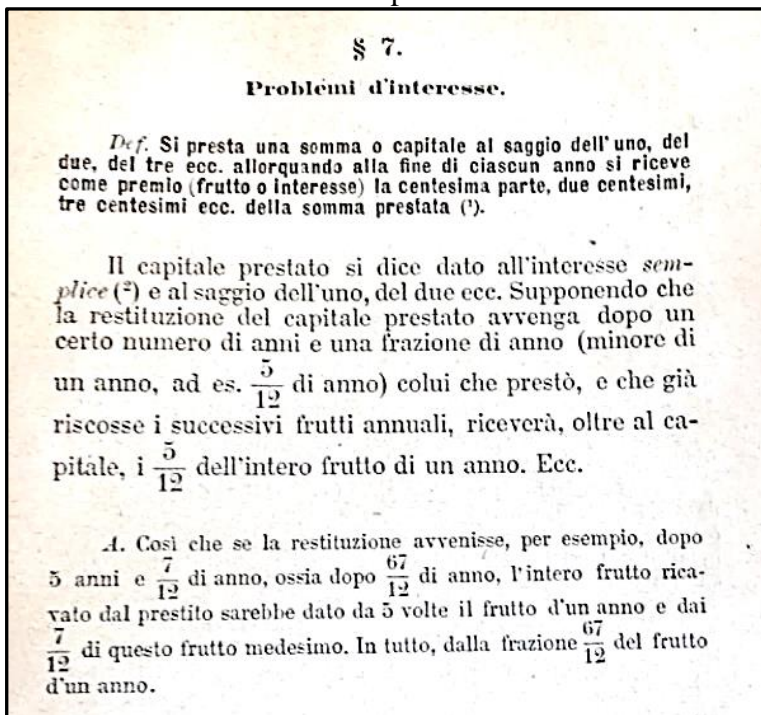 § 7.
Problemi d'interesse.
Def. Si presta una somma o capitale al saggio dell'uno, del
due, del tre ecc. allorquando alla fine di ciascun anno si riceve
come premio (frutto o interesse) la centesima parte, due centesimi,
tre centesimi ecc. della somma prestata (¹).
Il capitale prestato si dice dato all'interesse sem-
plice (²) e al saggio dell'uno, del due ecc. Supponendo che
la restituzione del capitale prestato avvenga dopo un
certo numero di anni e una frazione di anno (minore di
un anno, ad es. 5/12 di anno) colui che prestò, e che già
riscosse i successivi frutti annuali, riceverà, oltre al ca-
pitale, i 5/12 dell'intero frutto di un anno. Ecc.
A. Così che se la restituzione avvenisse, per esempio, dopo
5 anni e 7/12 di anno, ossia dopo 67/12 di anno, l'intero frutto rica-
vato dal prestito sarebbe dato da 5 volte il frutto d'un anno e dai
7/12 di questo frutto medesimo. In tutto, dalla frazione 67/12 del frutto
d'un anno.